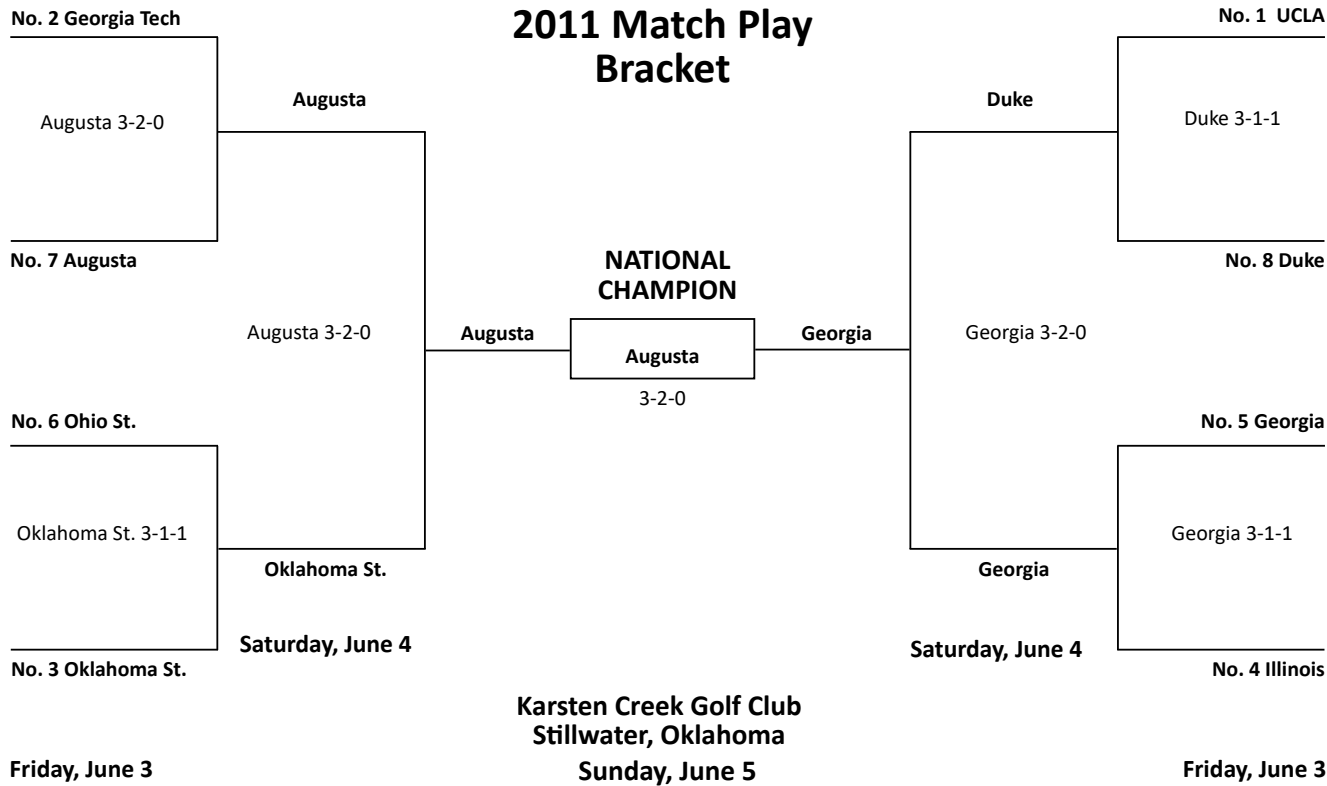 2011 Match Play
Bracket
No. 2 Georgia Tech
Augusta 3-2-0
No. 7 Augusta
Augusta
Augusta 3-2-0
No. 6 Ohio St.
Oklahoma St. 3-1-1
No. 3 Oklahoma St.
Oklahoma St.
Saturday, June 4
Friday, June 3
Augusta
NATIONAL
CHAMPION
Augusta
3-2-0
Georgia
No. 1 UCLA
Duke 3-1-1
No. 8 Duke
Duke
Georgia 3-2-0
No. 5 Georgia
Georgia 3-1-1
No. 4 Illinois
Georgia
Saturday, June 4
Friday, June 3
Karsten Creek Golf Club
Stillwater, Oklahoma
Sunday, June 5